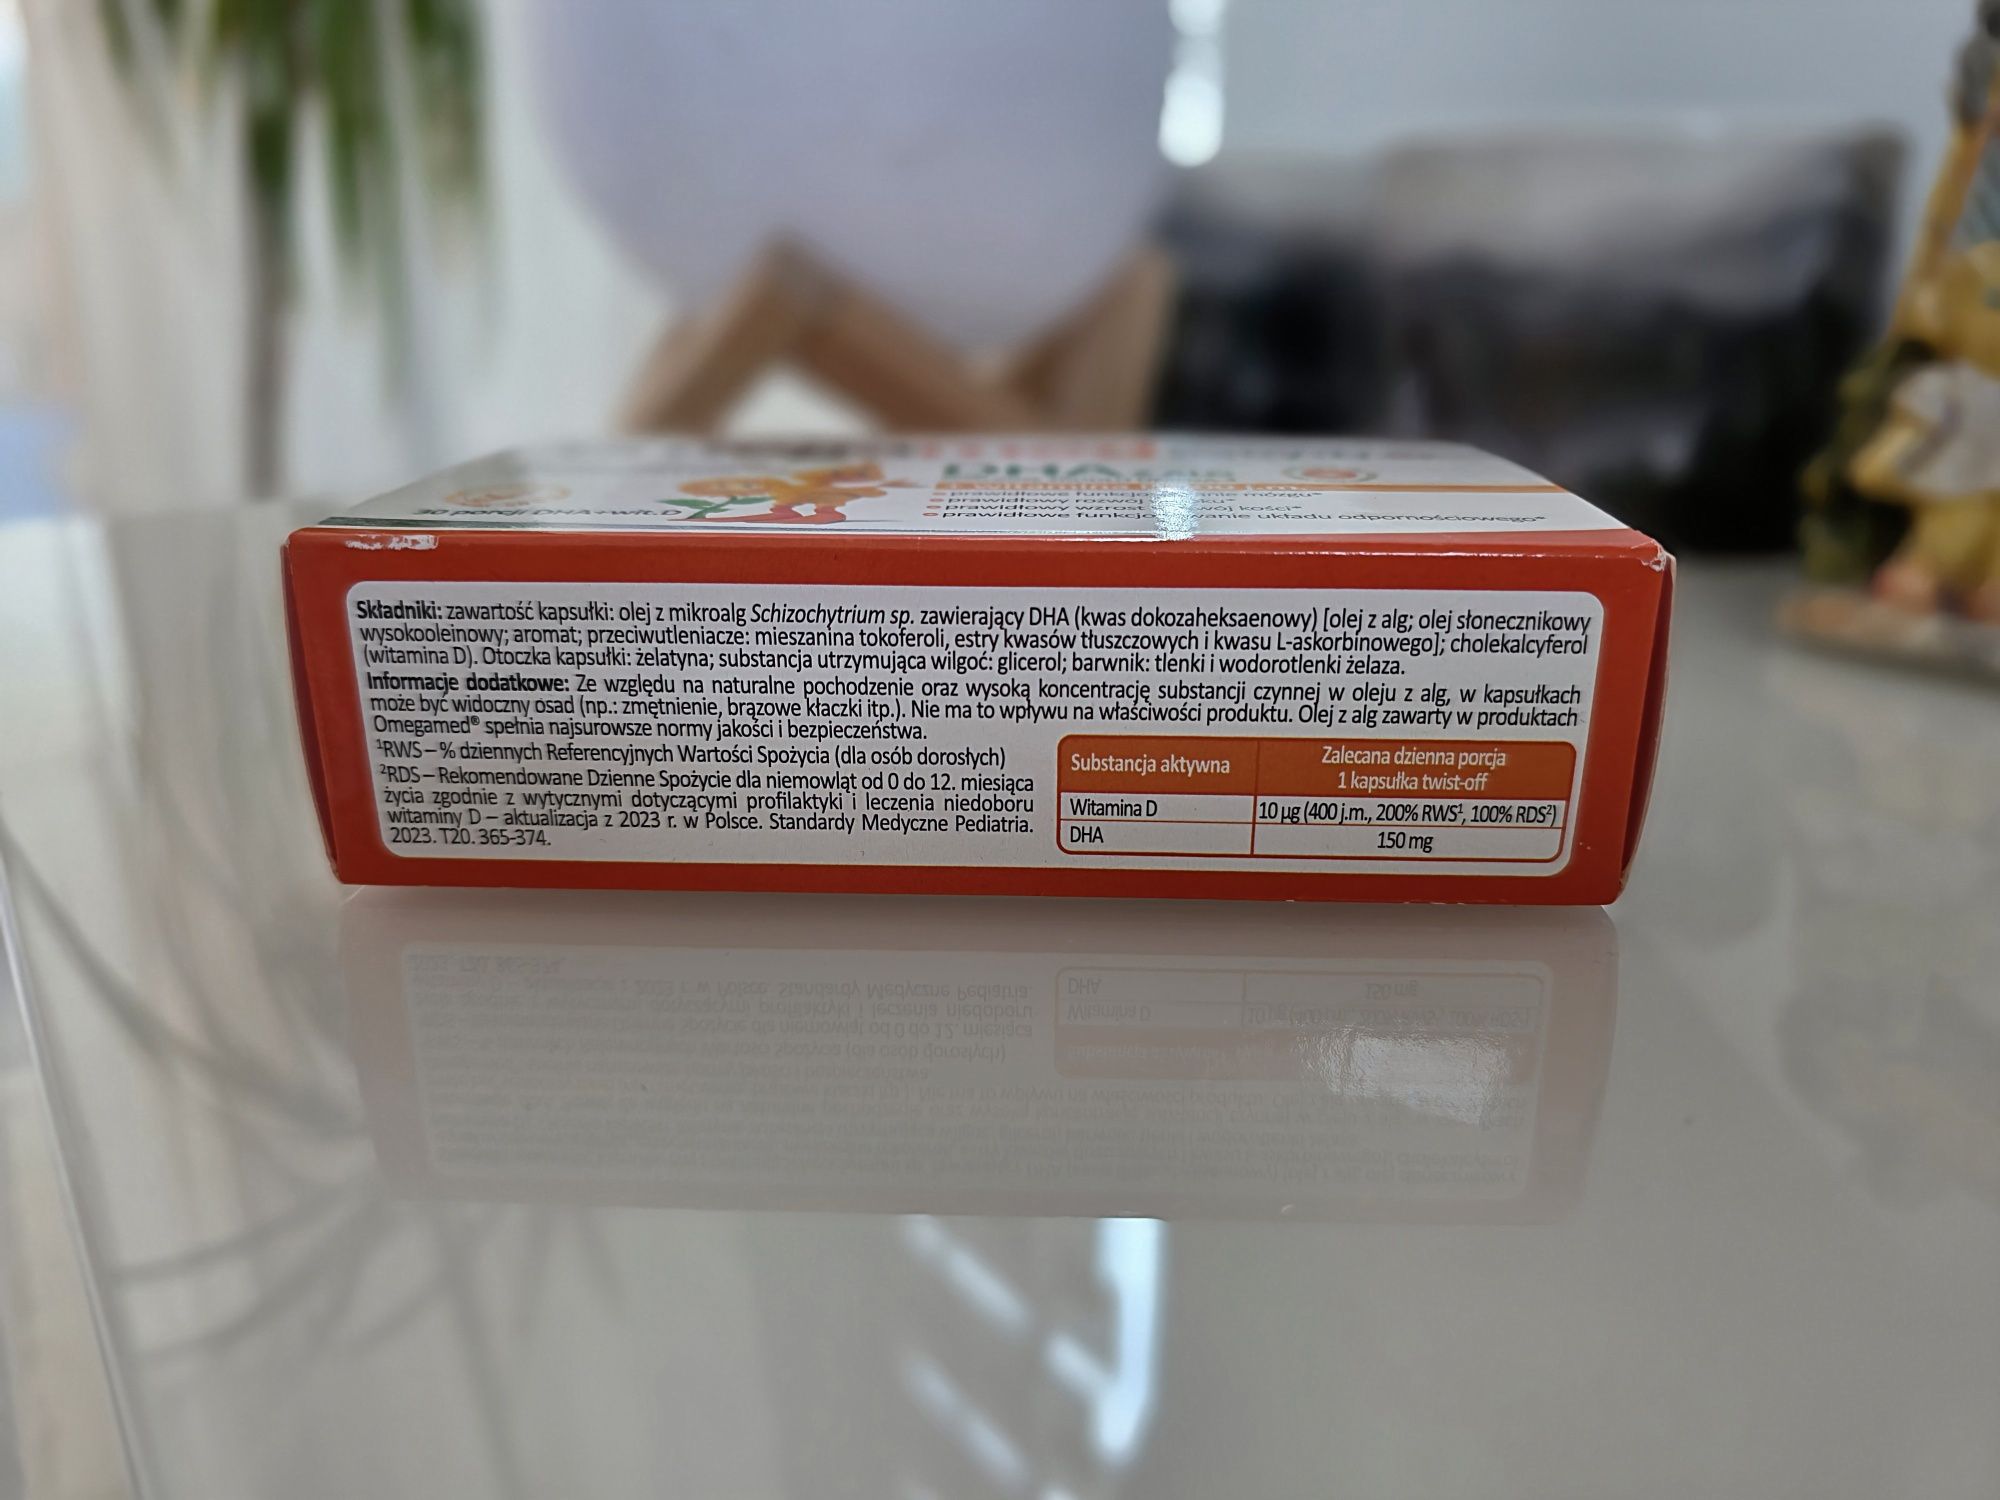 30 porcji DHA+wit.D
DHA z alg
prawidłowe funkcjonowanie mózgu*
prawidłowy rozwój wzroku*
prawidłowy wzrost i rozwój kości*
prawidłowe funkcjonowanie układu odpornościowego*
Składniki: zawartość kapsułki: olej z mikroalg Schizochytrium sp. zawierający DHA (kwas dokozaheksaenowy) [olej z alg; olej słonecznikowy
wysokooleinowy; aromat; przeciwutleniacze: mieszanina tokoferoli, estry kwasów tłuszczowych i kwasu L-askorbinowego]; cholekalcyferol
(witamina D). Otoczka kapsułki: żelatyna; substancja utrzymująca wilgoć: glicerol; barwnik: tlenki i wodorotlenki żelaza.
Informacje dodatkowe: Ze względu na naturalne pochodzenie oraz wysoką koncentrację substancji czynnej w oleju z alg, w kapsułkach
może być widoczny osad (np.: zmętnienie, brązowe kłaczki itp.). Nie ma to wpływu na właściwości produktu. Olej z alg zawarty w produktach
Omegamed® spełnia najsurowsze normy jakości i bezpieczeństwa.
¹RWS – % dziennych Referencyjnych Wartości Spożycia (dla osób dorosłych)
²RDS – Rekomendowane Dzienne Spożycie dla niemowląt od 0 do 12. miesiąca
życia zgodnie z wytycznymi dotyczącymi profilaktyki i leczenia niedoboru
witaminy D – aktualizacja z 2023 r. w Polsce. Standardy Medyczne Pediatria.
2023. T20. 365-374.
Substancja aktywna
Zalecana dzienna porcja
1 kapsułka twist-off
Witamina D
10 µg (400 j.m., 200% RWS¹, 100% RDS²)
DHA
150 mg